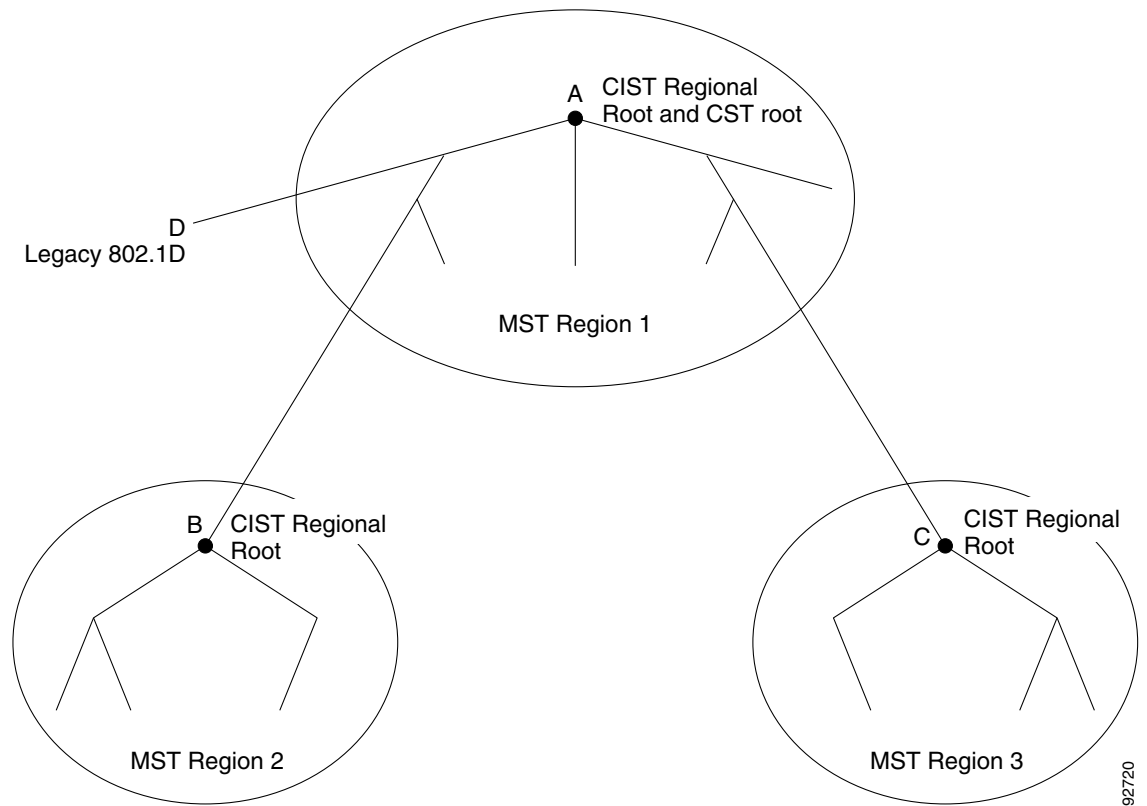 A
CIST Regional
Root and CST root
D
Legacy 802.1D
MST Region 1
B
CIST Regional
Root
C
CIST Regional
Root
MST Region 2
MST Region 3
92720